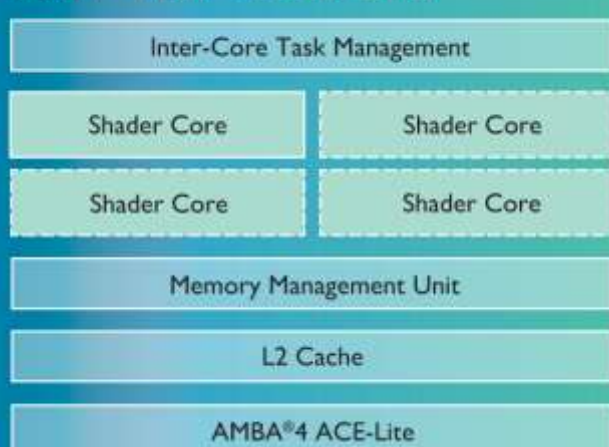 Inter-Core Task Management
Shader Core Shader Core
Shader Core Shader Core
Memory Management Unit
L2 Cache
AMBA®4 ACE-Lite